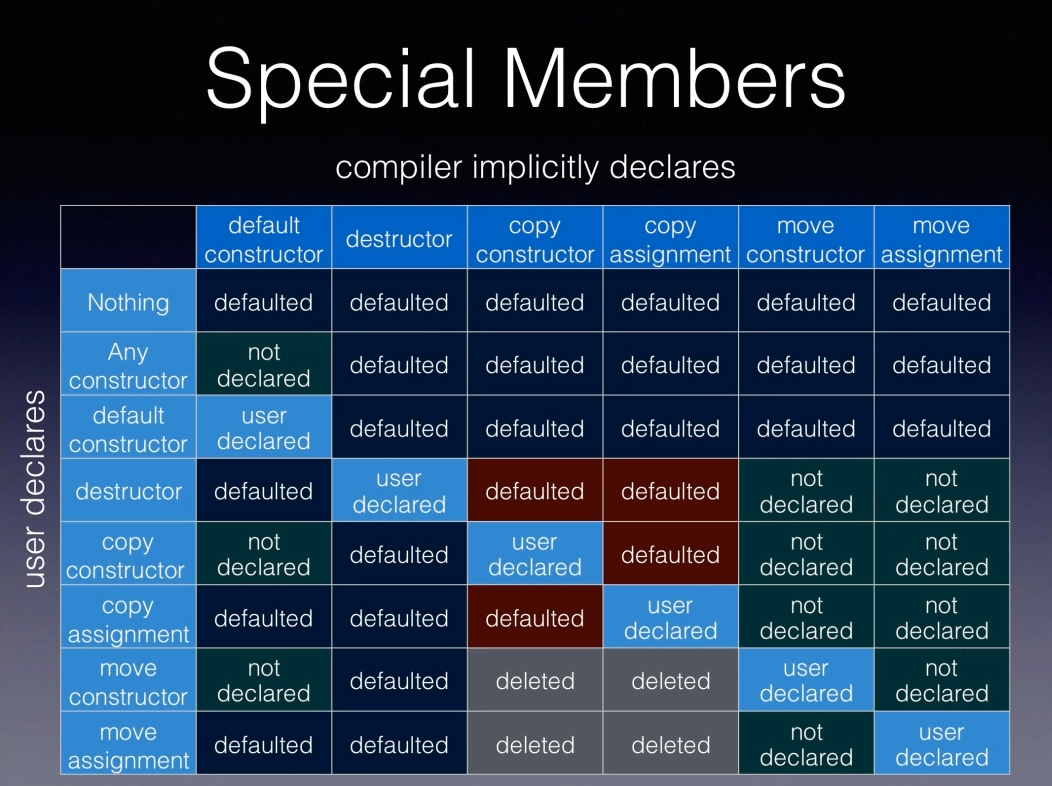 Special Members
compiler implicitly declares
default constructor destructor copy constructor copy assignment move constructor move assignment
user declares
Nothing defaulted defaulted defaulted defaulted defaulted defaulted
Any constructor not declared defaulted defaulted defaulted defaulted defaulted
default constructor user declared defaulted defaulted defaulted defaulted defaulted
destructor defaulted user declared defaulted defaulted not declared not declared
copy constructor not declared defaulted user declared defaulted not declared not declared
copy assignment defaulted defaulted defaulted user declared not declared not declared
move constructor not declared defaulted deleted deleted user declared not declared
move assignment defaulted defaulted deleted deleted not declared user declared